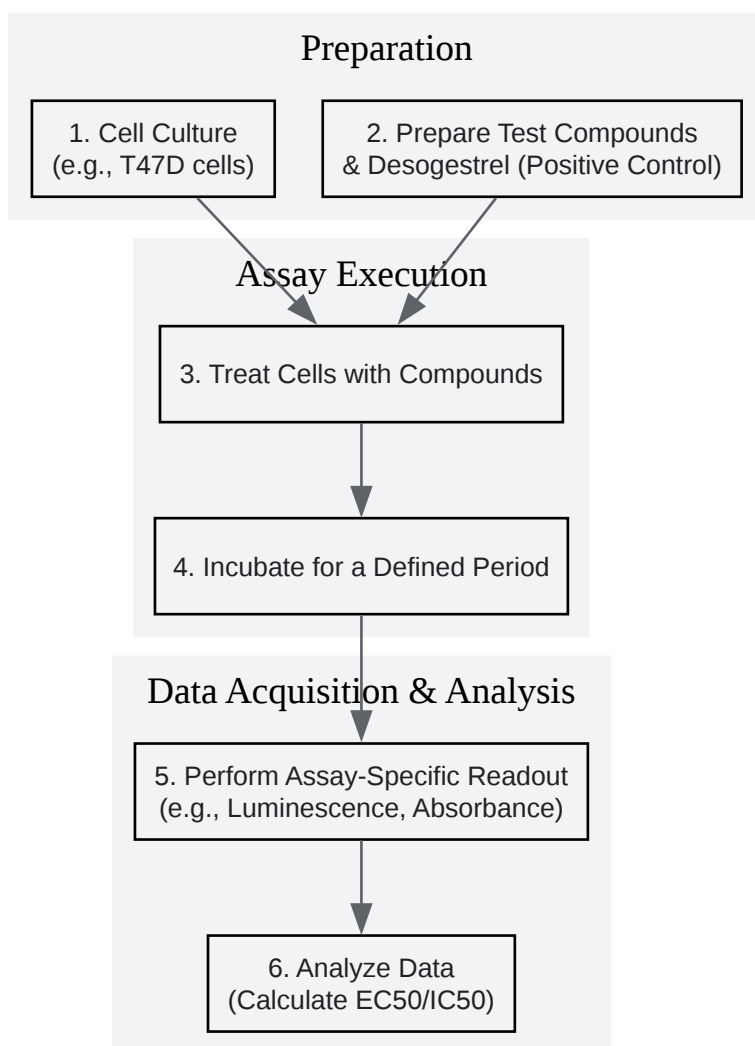 Preparation
1. Cell Culture
(e.g., T47D cells)
2. Prepare Test Compounds
& Desogestrel (Positive Control)
Assay Execution
3. Treat Cells with Compounds
4. Incubate for a Defined Period
Data Acquisition & Analysis
5. Perform Assay-Specific Readout
(e.g., Luminescence, Absorbance)
6. Analyze Data
(Calculate EC50/IC50)